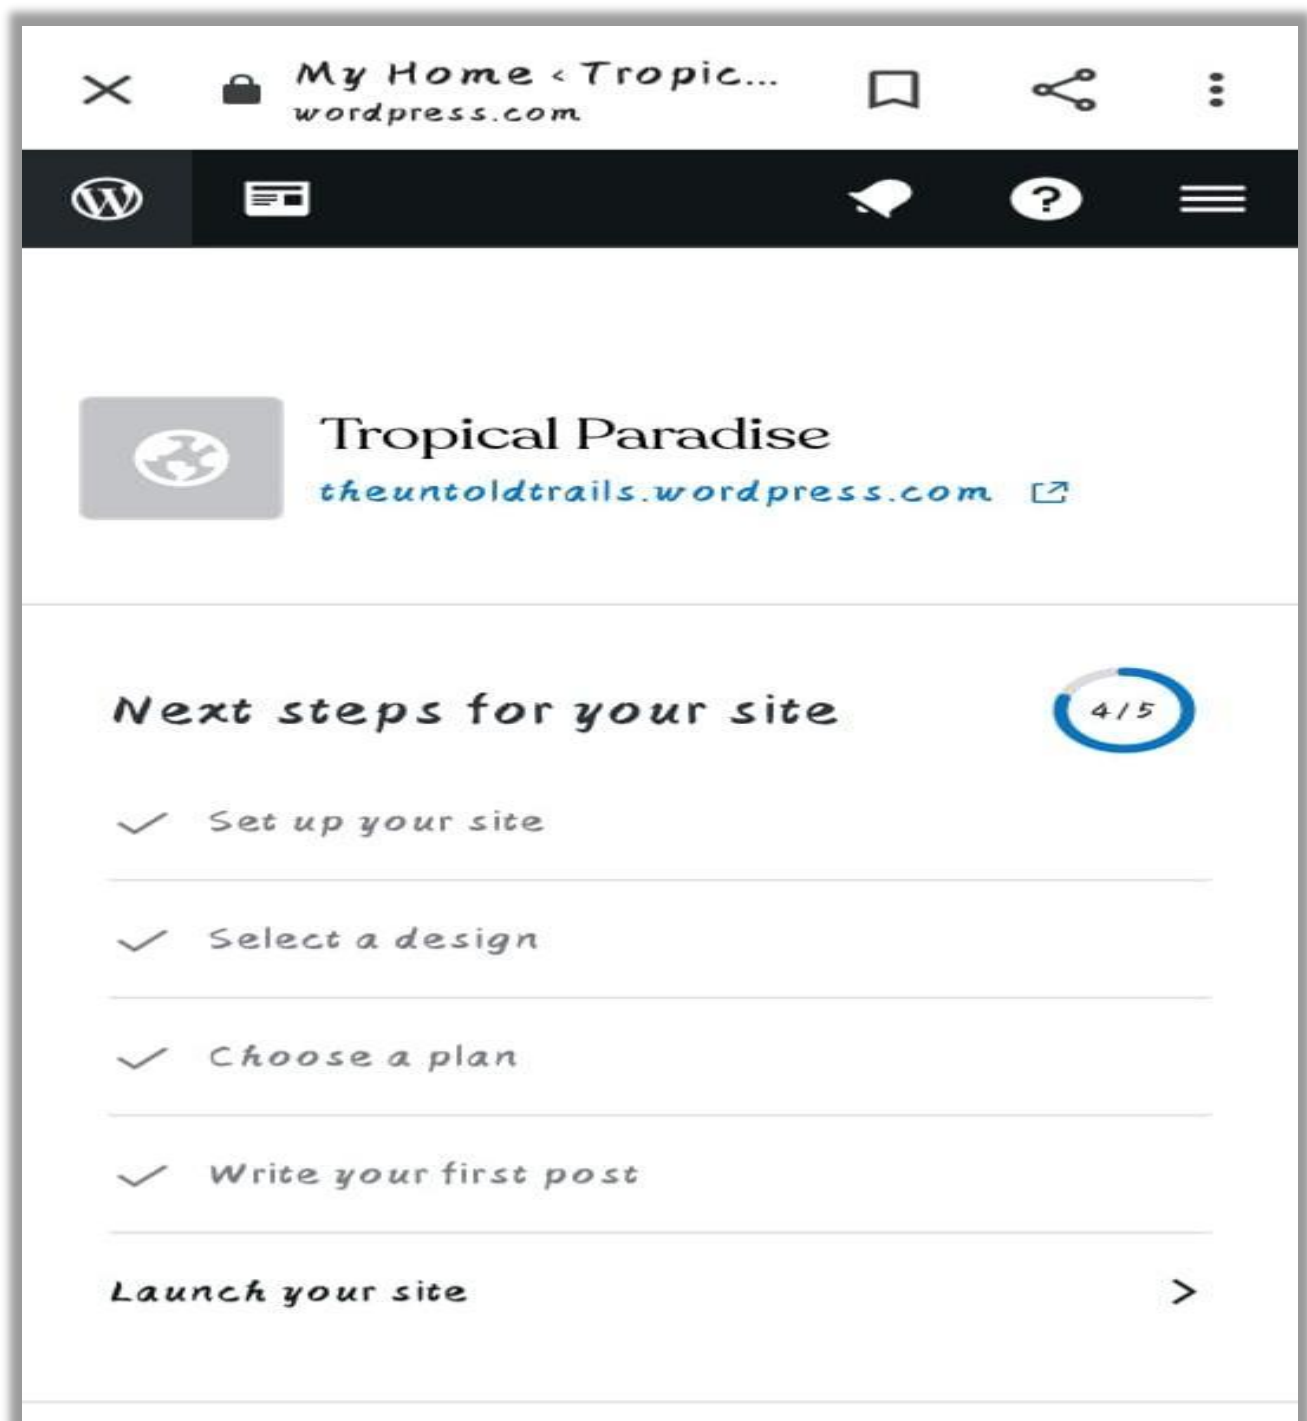 My Home ‹ Tropic...
wordpress.com
Tropical Paradise
theuntoldtrails.wordpress.com
Next steps for your site
4/5
Set up your site
Select a design
Choose a plan
Write your first post
Launch your site